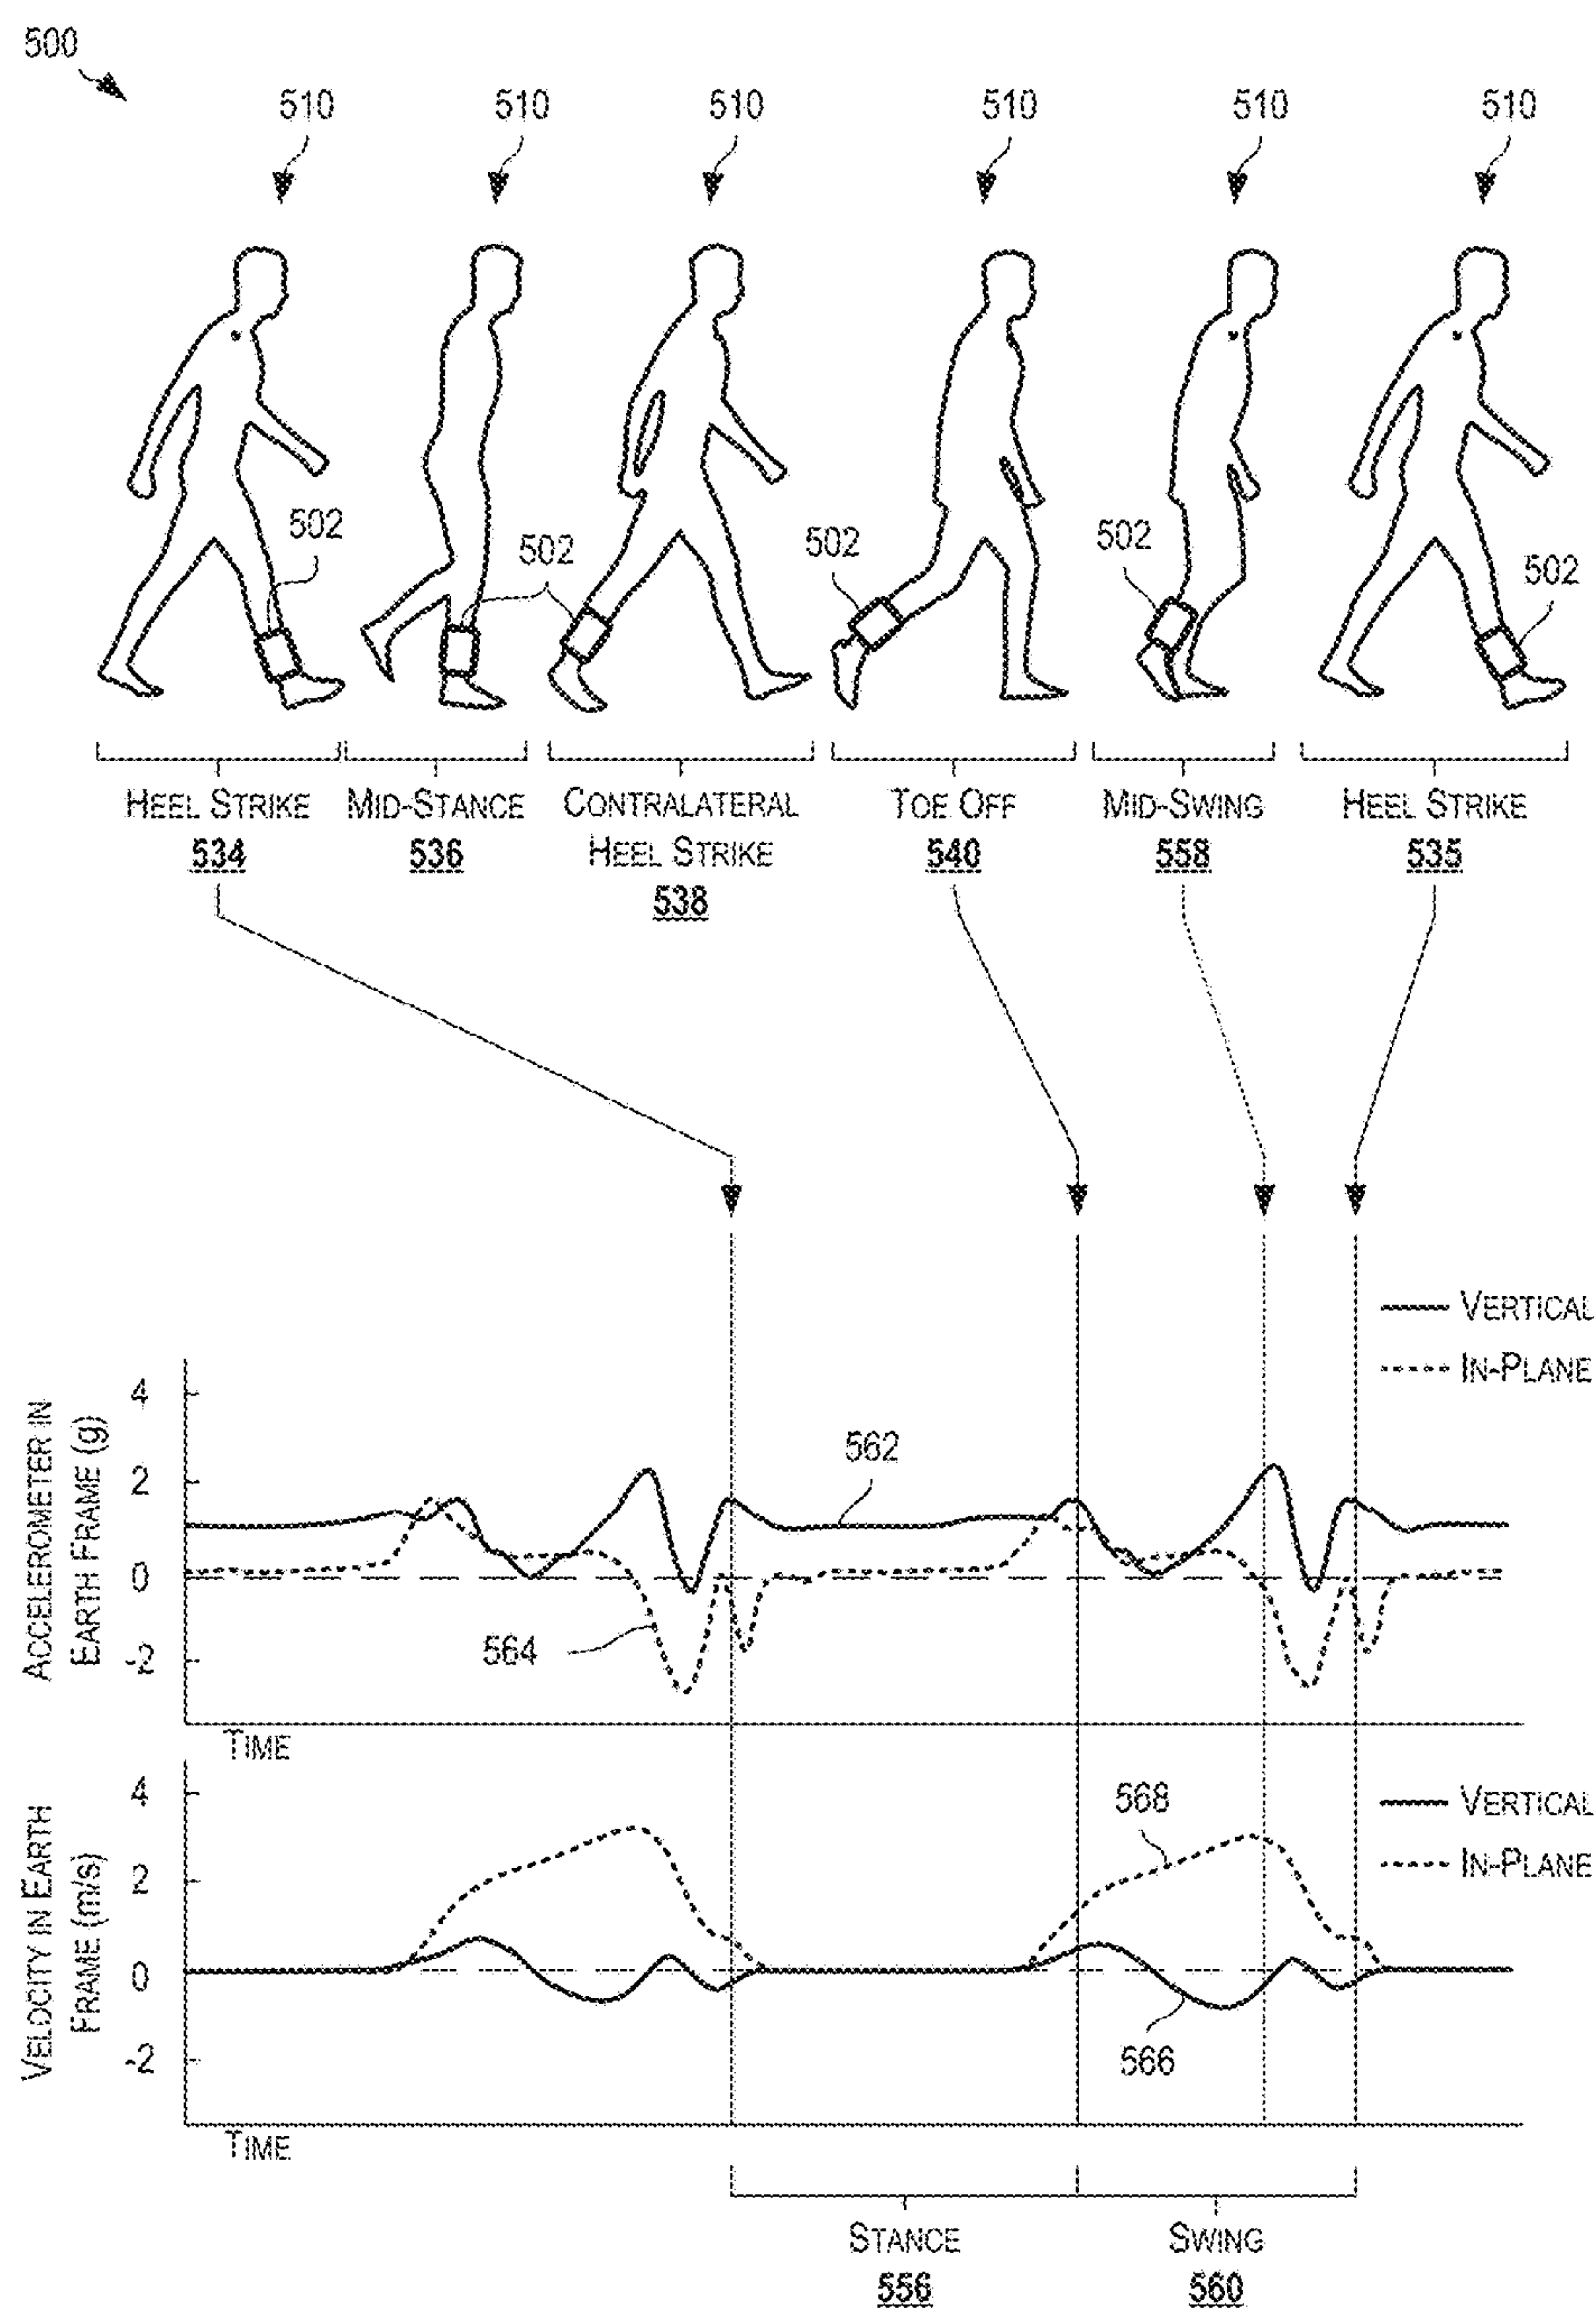 500
510 510 510 510 510 510
502 502 502 502 502
HEEL STRIKE
534
MID-STANCE
536
CONTRALATERAL
HEEL STRIKE
538
TOE OFF
540
MID-SWING
558
HEEL STRIKE
535
VERTICAL
IN-PLANE
ACCELEROMETER IN
EARTH FRAME (g)
4
2
0
-2
562
564
TIME
VELOCITY IN EARTH
FRAME (m/s)
4
2
0
-2
568
566
VERTICAL
IN-PLANE
TIME
STANCE
556
SWING
560